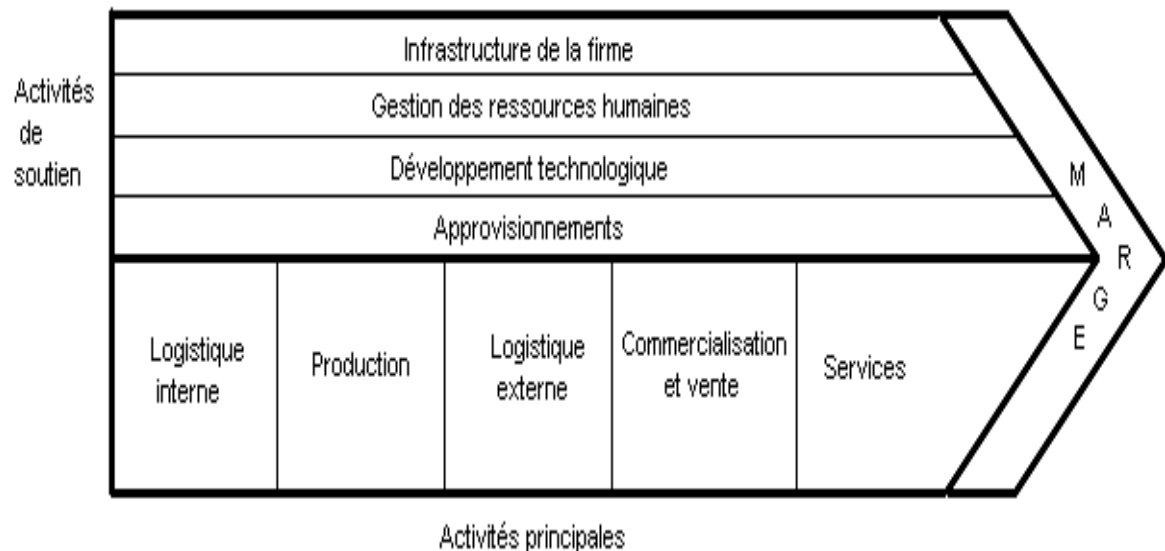 Activités
de
soutien
Infrastructure de la firme
Gestion des ressources humaines
Développement technologique
Approvisionnements
Logistique
interne
Production
Logistique
externe
Commercialisation
et vente
Services
M
A
R
G
E
Activités principales